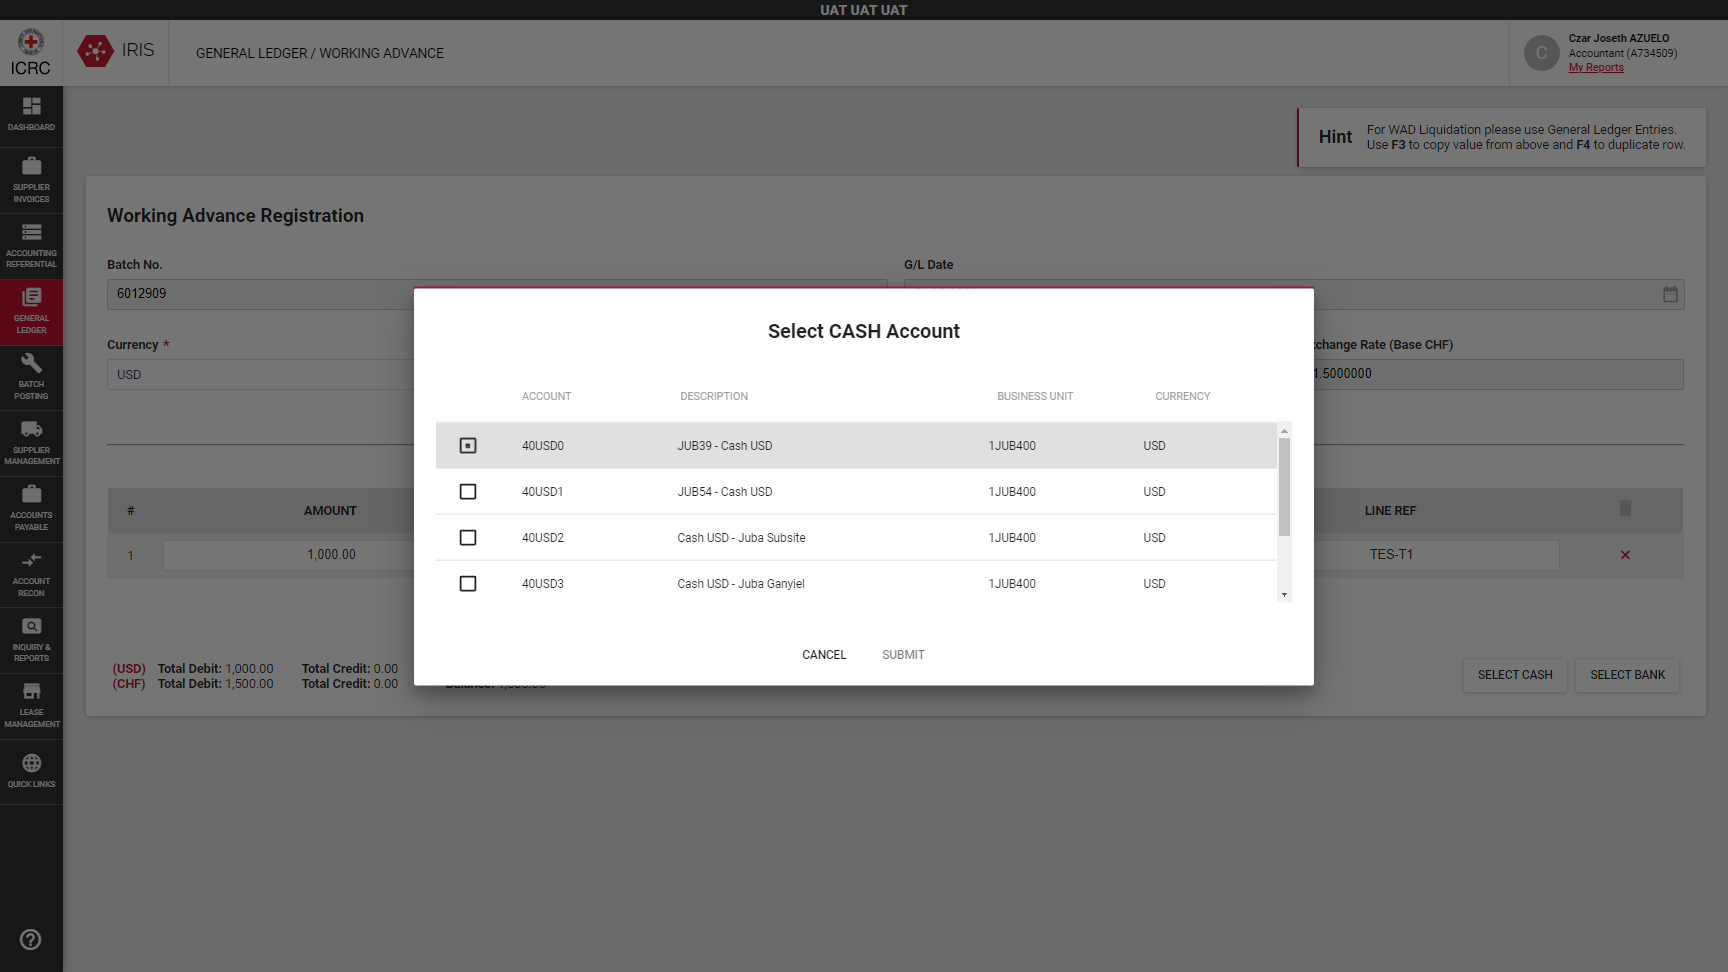 UAT UAT UAT
ICRC
IRIS
GENERAL LEDGER / WORKING ADVANCE
C
Czar Joseth AZUELO
Accountant (A734509)
My Reports
DASHBOARD
SUPPLIER
INVOICES
ACCOUNTING
REFERENTIAL
GENERAL
LEDGER
BATCH
POSTING
SUPPLIER
MANAGEMENT
ACCOUNTS
PAYABLE
ACCOUNT
RECON
INQUIRY &
REPORTS
LEASE
MANAGEMENT
QUICK LINKS
Hint
For WAD Liquidation please use General Ledger Entries.
Use F3 to copy value from above and F4 to duplicate row.
Working Advance Registration
Batch No.
G/L Date
6012909
Currency *
change Rate (Base CHF)
USD
1.5000000
# AMOUNT LINE REF
1 1,000.00 TES-T1
(USD) Total Debit: 1,000.00 Total Credit: 0.00
(CHF) Total Debit: 1,500.00 Total Credit: 0.00
SELECT CASH
SELECT BANK
Select CASH Account
ACCOUNT DESCRIPTION BUSINESS UNIT CURRENCY
40USD0 JUB39 - Cash USD 1JUB400 USD
40USD1 JUB54 - Cash USD 1JUB400 USD
40USD2 Cash USD - Juba Subsite 1JUB400 USD
40USD3 Cash USD - Juba Ganyiel 1JUB400 USD
CANCEL SUBMIT